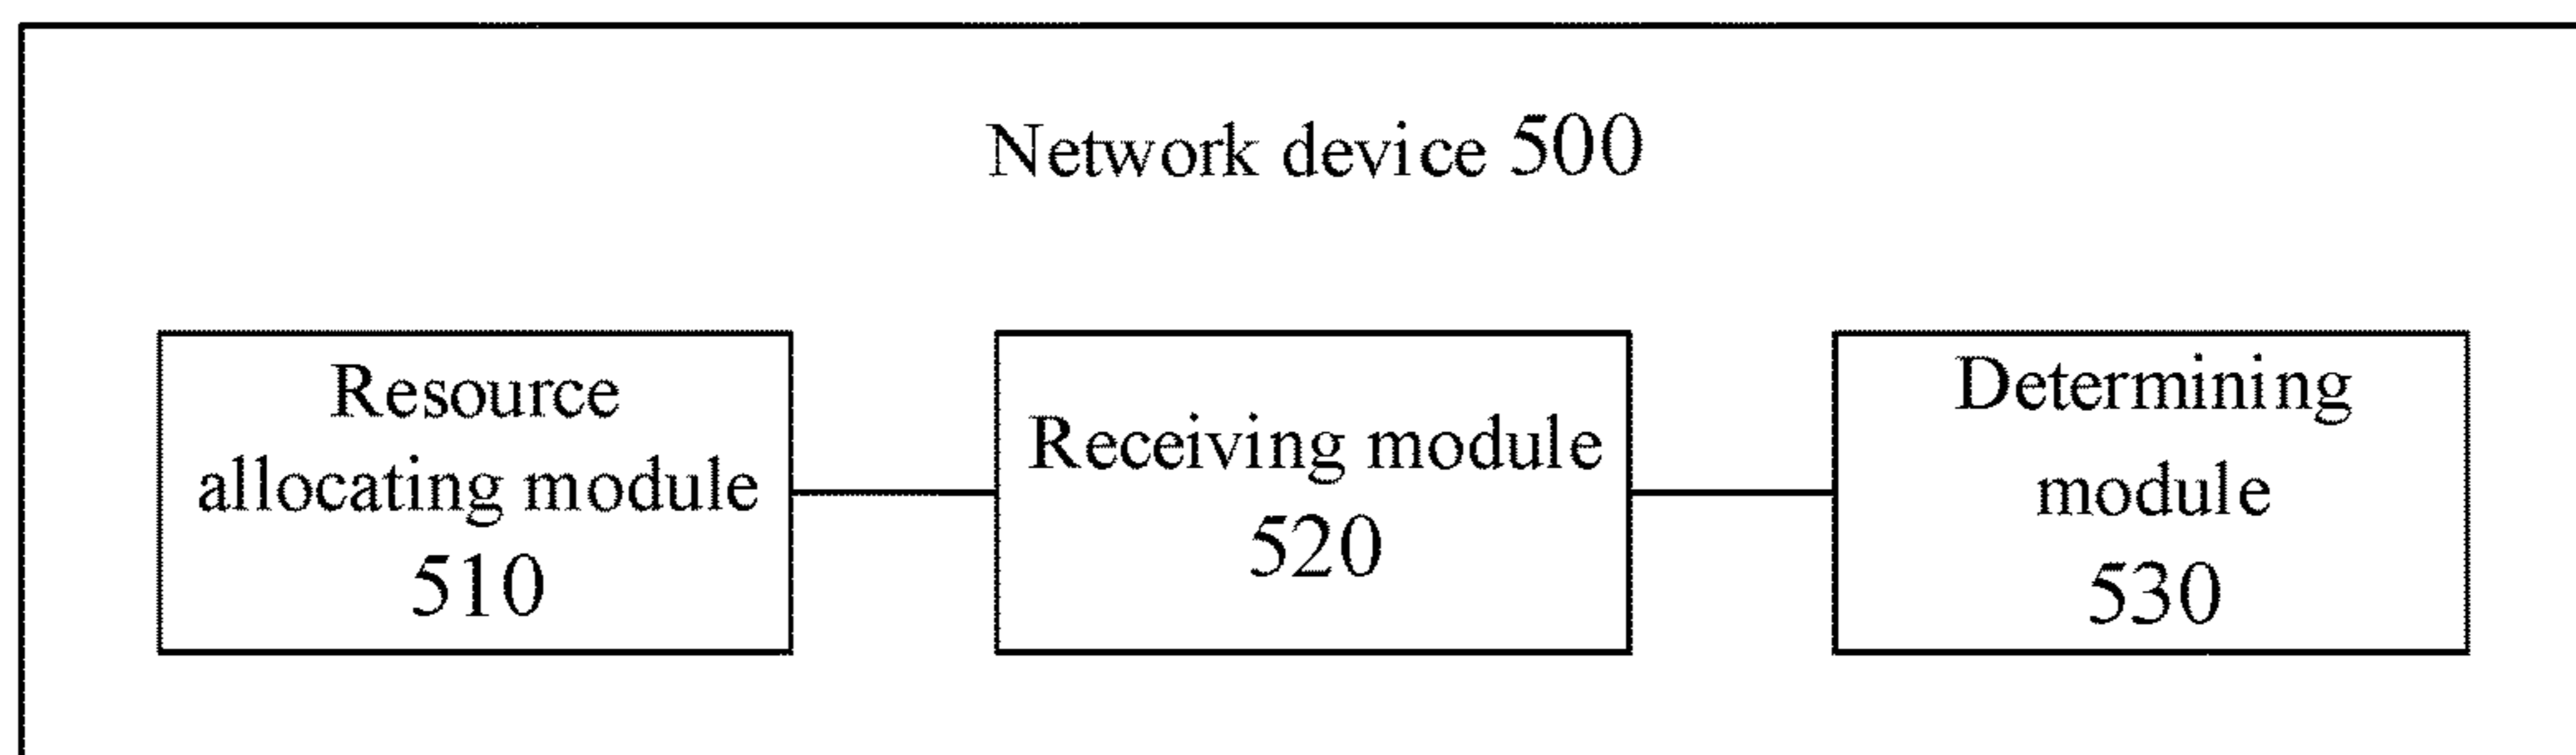 Network device 500
Resource
allocating module
510
Receiving module
520
Determining
module
530